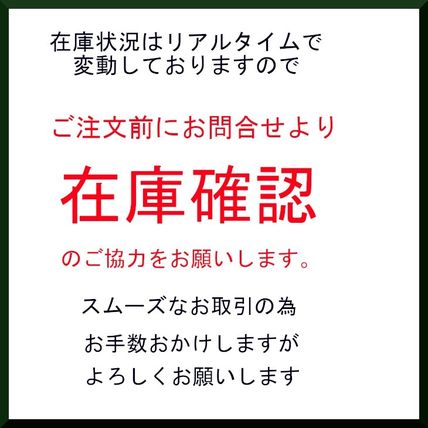 在庫状況はリアルタイムで
変動しておりますので
ご注文前にお問合せより
在庫確認
のご協力をお願いします。
スムーズなお取引の為
お手数おかけしますが
よろしくお願いします